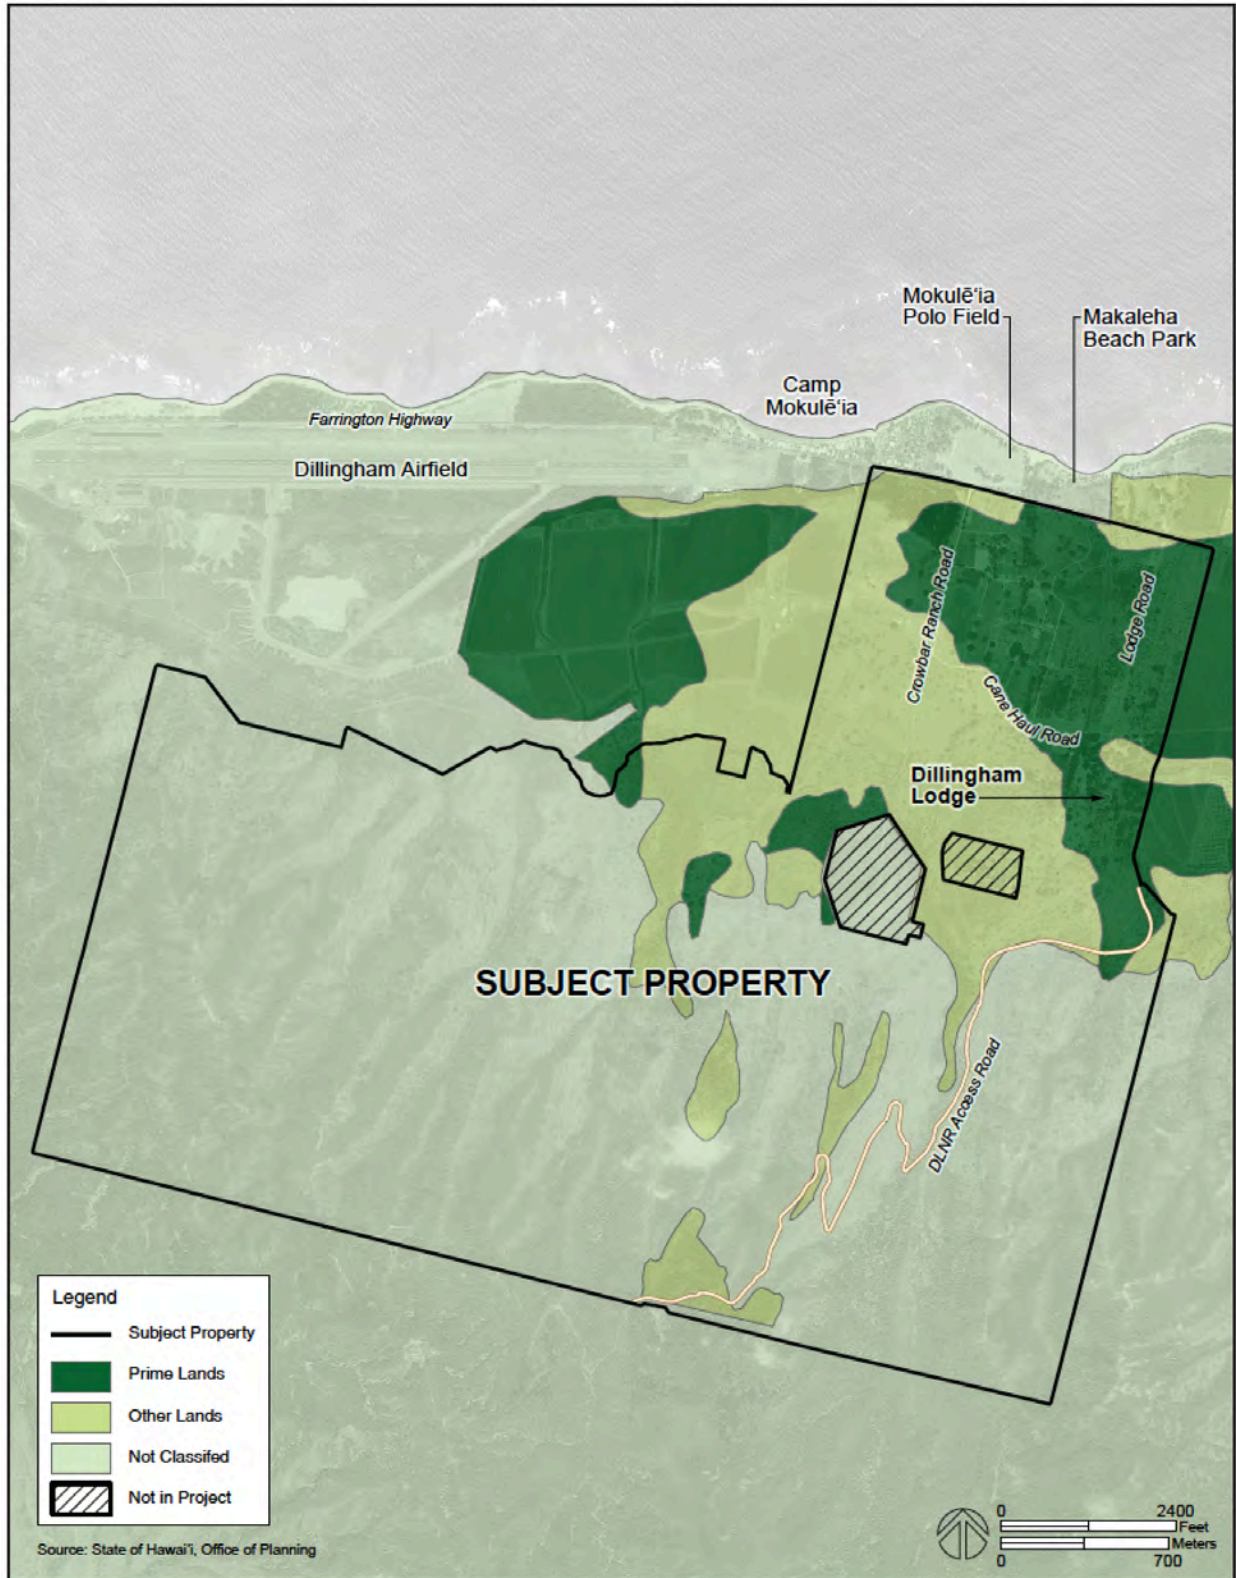 Mokulē‘ia
Polo Field
Makaleha
Beach Park
Camp
Mokulē‘ia
Farrington Highway
Dillingham Airfield
Crowbar Ranch Road
Lodge Road
Cane Haul Road
Dillingham
Lodge
SUBJECT PROPERTY
DLNR Access Road
Legend
Subject Property
Prime Lands
Other Lands
Not Classifed
Not in Project
Source: State of Hawai‘i, Office of Planning
0 2400
Feet
Meters
0 700